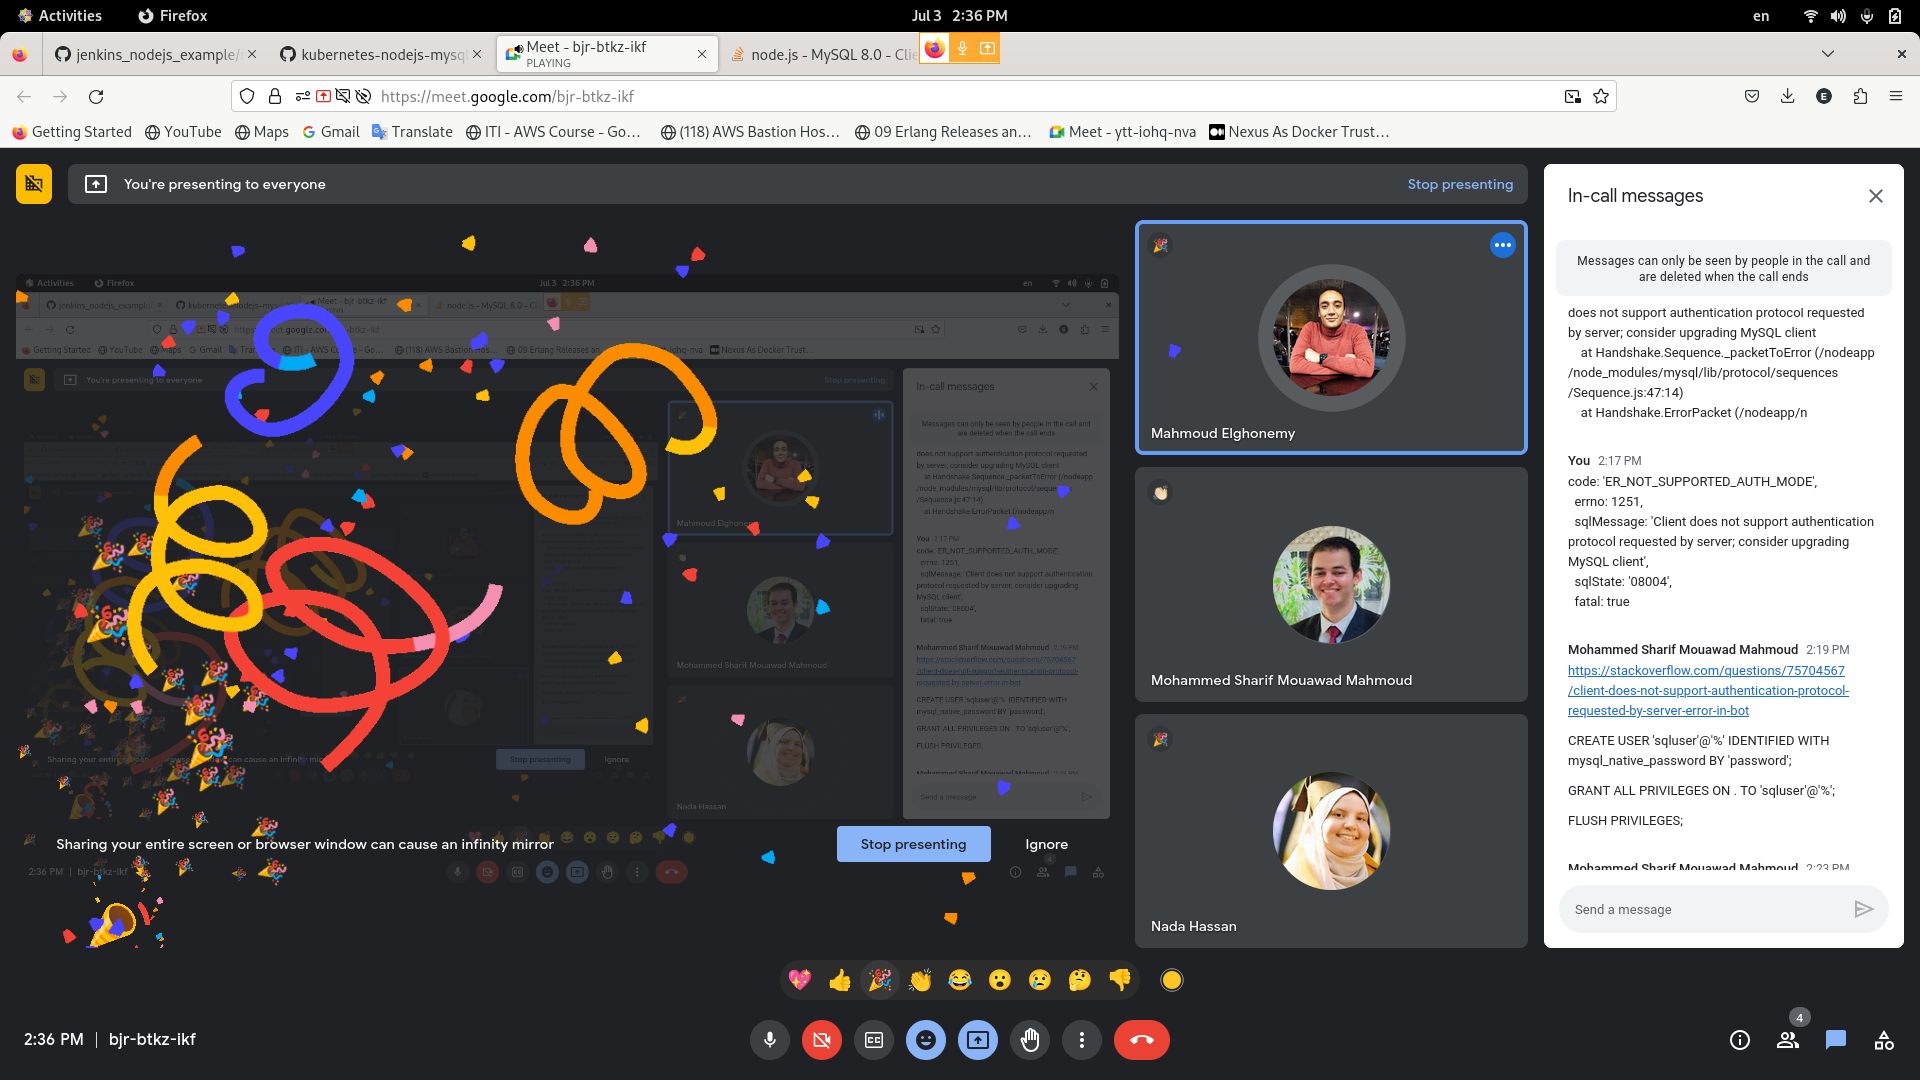 Activities
Firefox
Jul 3 2:36 PM
en
jenkins_nodejs_example/
kubernetes-nodejs-mysq
Meet - bjr-btkz-ikf
PLAYING
node.js - MySQL 8.0 - Clie
https://meet.google.com/bjr-btkz-ikf
E
Getting Started
YouTube
Maps
Gmail
Translate
ITI - AWS Course - Go…
(118) AWS Bastion Hos…
09 Erlang Releases an…
Meet - ytt-iohq-nva
Nexus As Docker Trust…
You're presenting to everyone
Stop presenting
Mahmoud Elghonemy
Mohammed Sharif Mouawad Mahmoud
Nada Hassan
Sharing your entire screen or browser window can cause an infinity mirror
Stop presenting
Ignore
In-call messages
Messages can only be seen by people in the call and
are deleted when the call ends
does not support authentication protocol requested
by server; consider upgrading MySQL client
at Handshake.Sequence._packetToError (/nodeapp
/node_modules/mysql/lib/protocol/sequences
/Sequence.js:47:14)
at Handshake.ErrorPacket (/nodeapp/n
You 2:17 PM
code: 'ER_NOT_SUPPORTED_AUTH_MODE',
errno: 1251,
sqlMessage: 'Client does not support authentication
protocol requested by server; consider upgrading
MySQL client',
sqlState: '08004',
fatal: true
Mohammed Sharif Mouawad Mahmoud 2:19 PM
https://stackoverflow.com/questions/75704567
/client-does-not-support-authentication-protocol-
requested-by-server-error-in-bot
CREATE USER 'sqluser'@'%' IDENTIFIED WITH
mysql_native_password BY 'password';
GRANT ALL PRIVILEGES ON . TO 'sqluser'@'%';
FLUSH PRIVILEGES;
Mohammed Sharif Mouawad Mahmoud 2:23 PM
Send a message
2:36 PM | bjr-btkz-ikf
4